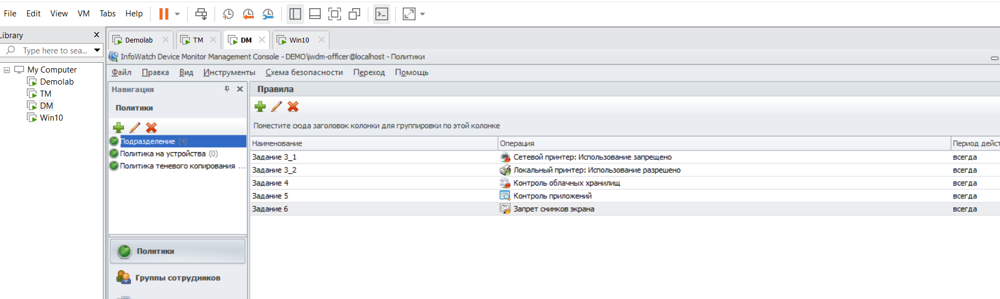 File Edit View VM Tabs Help
Library
Type here to sea...
My Computer
Demolab
TM
DM
Win10
Demolab TM DM Win10
InfoWatch Device Monitor Management Console - DEMO\iwdm-officer@localhost - Политики
Файл Правка Вид Инструменты Схема безопасности Переход Помощь
Навигация
Политики
Подразделение (4)
Политика на устройства (0)
Политика теневого копирования ...
Политики
Группы сотрудников
Правила
Поместите сюда заголовок колонки для группировки по этой колонке
Наименование Операция Период дейст
Задание 3_1 Сетевой принтер: Использование запрещено всегда
Задание 3_2 Локальный принтер: Использование разрешено всегда
Задание 4 Контроль облачных хранилищ всегда
Задание 5 Контроль приложений всегда
Задание 6 Запрет снимков экрана всегда